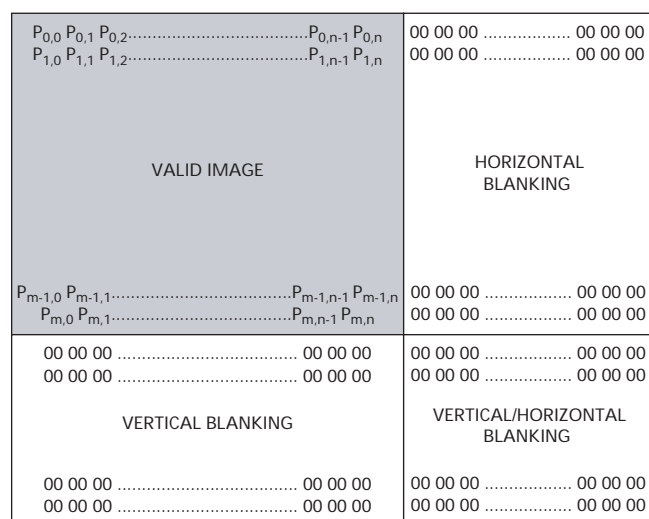 P0,0 P0,1 P0,2.....................................P0,n-1 P0,n 00 00 00 .................. 00 00 00
P1,0 P1,1 P1,2.....................................P1,n-1 P1,n 00 00 00 .................. 00 00 00
VALID IMAGE
HORIZONTAL
BLANKING
Pm-1,0 Pm-1,1.....................................Pm-1,n-1 Pm-1,n 00 00 00 .................. 00 00 00
Pm,0 Pm,1.....................................Pm,n-1 Pm,n 00 00 00 .................. 00 00 00
00 00 00 ..................................... 00 00 00 00 00 00 .................. 00 00 00
00 00 00 ..................................... 00 00 00 00 00 00 .................. 00 00 00
VERTICAL BLANKING
VERTICAL/HORIZONTAL
BLANKING
00 00 00 ..................................... 00 00 00 00 00 00 .................. 00 00 00
00 00 00 ..................................... 00 00 00 00 00 00 .................. 00 00 00